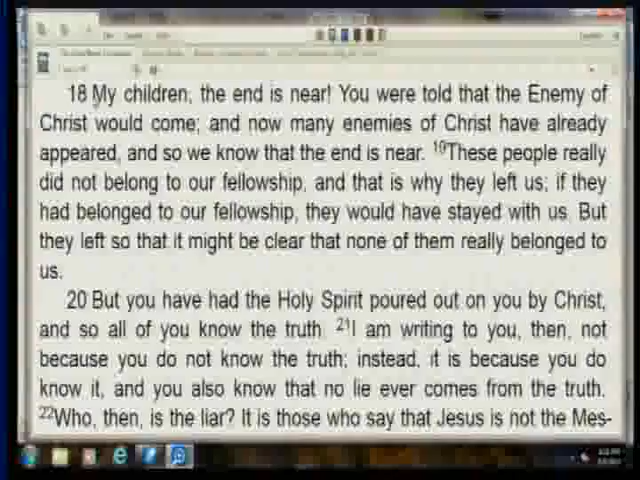 18 My children, the end is near! You were told that the Enemy of
Christ would come; and now many enemies of Christ have already
appeared, and so we know that the end is near. 19These people really
did not belong to our fellowship, and that is why they left us; if they
had belonged to our fellowship, they would have stayed with us. But
they left so that it might be clear that none of them really belonged to
us.
20 But you have had the Holy Spirit poured out on you by Christ,
and so all of you know the truth. 21I am writing to you, then, not
because you do not know the truth; instead, it is because you do
know it, and you also know that no lie ever comes from the truth.
22Who, then, is the liar? It is those who say that Jesus is not the Mes-